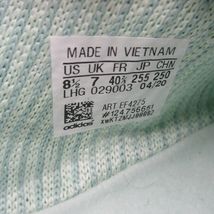 MADE IN VIETNAM
US UK FR JP CHN
8½ 7 40⅔ 255 250
LHG 029003 04/20
ART EF4275
adidas